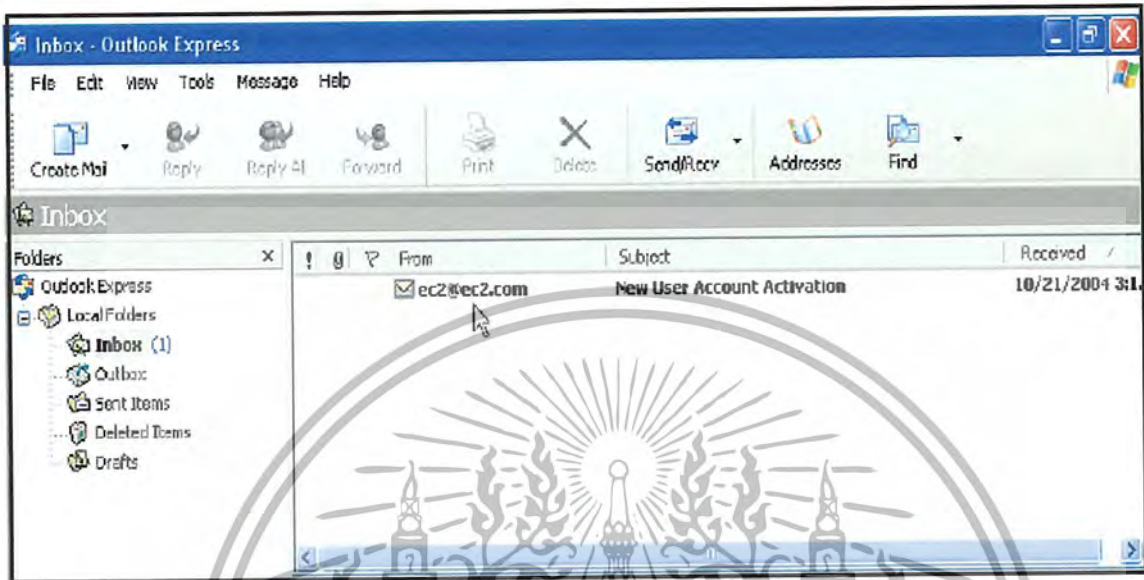 Inbox - Outlook Express
File Edit View Tools Message Help
Create Mail Reply Reply All Forward Print Delete Send/Recv Addresses Find
Inbox
Folders x ! From Subject Received
Outlook Express ec2@ec2.com New User Account Activation 10/21/2004 3:1
Local Folders
Inbox (1)
Outbox
Sent Items
Deleted Items
Drafts